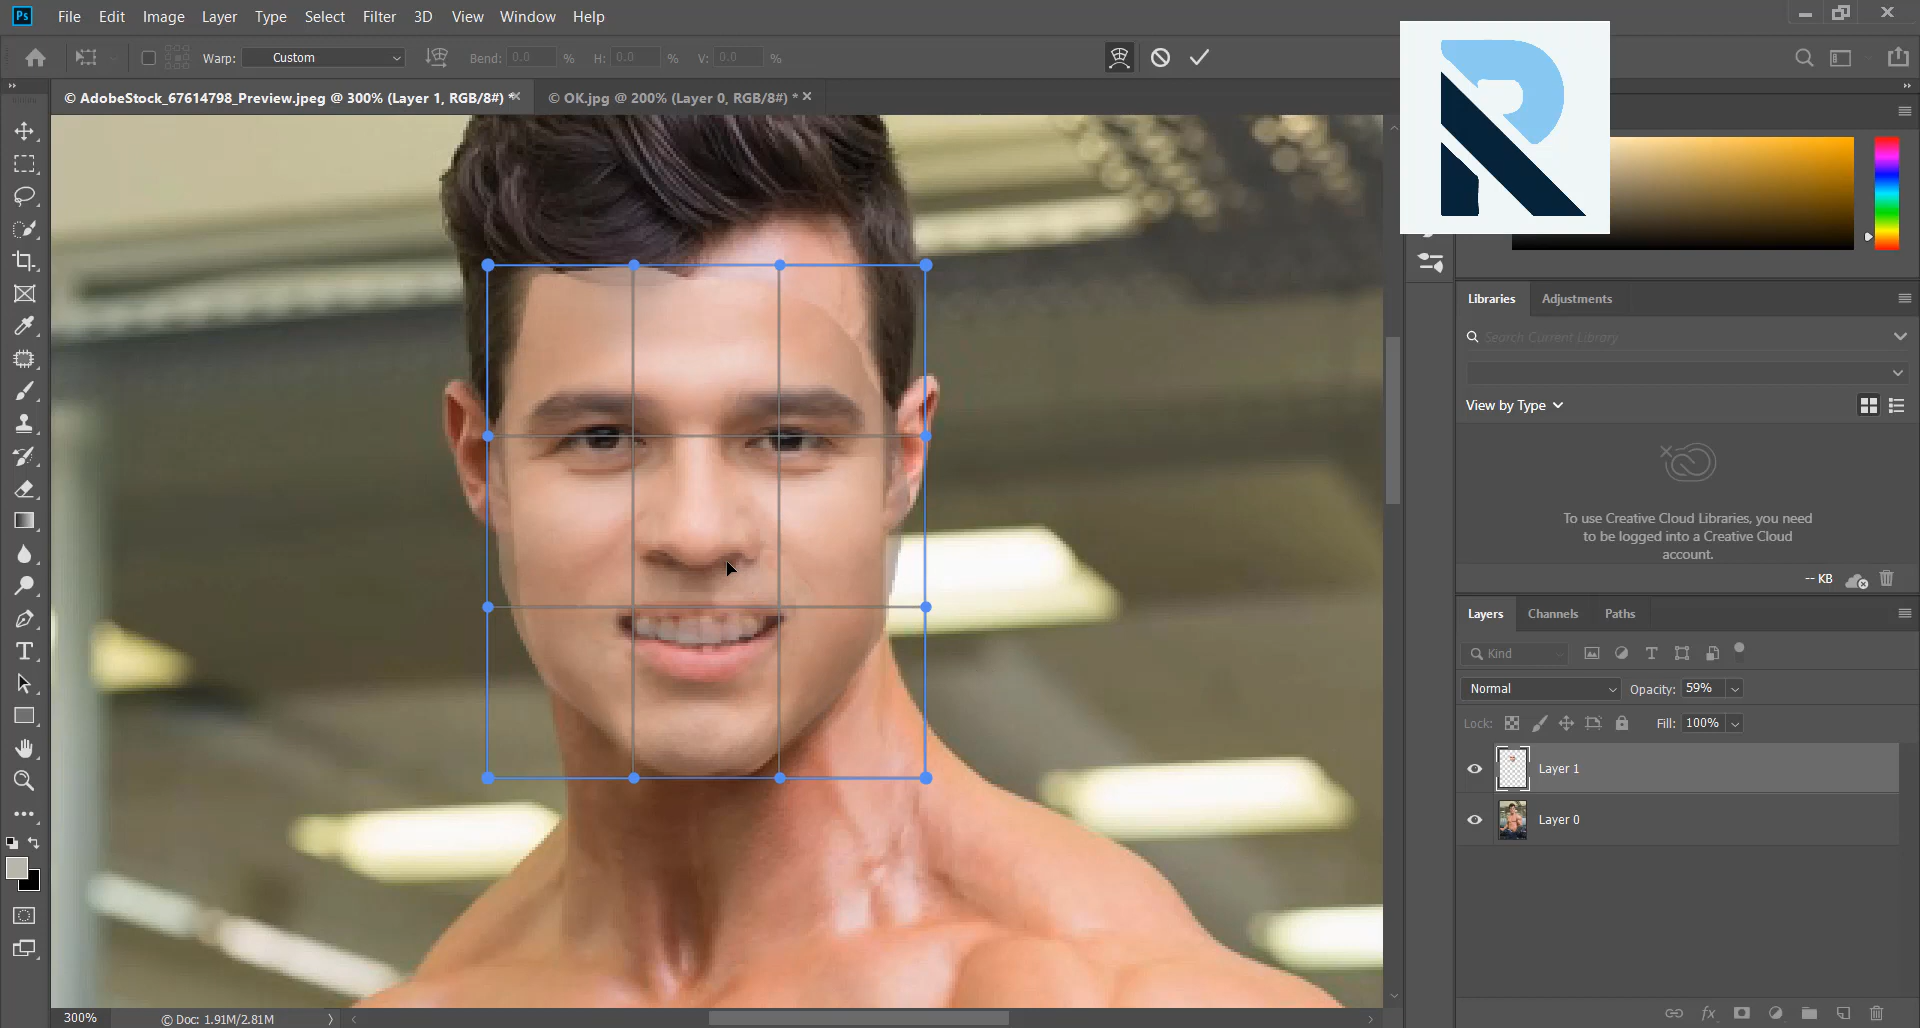 Ps File Edit Image Layer Type Select Filter 3D View Window Help
Warp: Custom Bend: 0.0 % H: 0.0 % V: 0.0 %
© AdobeStock_67614798_Preview.jpeg @ 300% (Layer 1, RGB/8#) * © OK.jpg @ 200% (Layer 0, RGB/8#) *
Libraries Adjustments
Search Current Library
View by Type
To use Creative Cloud Libraries, you need
to be logged into a Creative Cloud
account.
-- KB
Layers Channels Paths
Kind
Normal Opacity: 59%
Lock: Fill: 100%
Layer 1
Layer 0
300% © Doc: 1.91M/2.81M